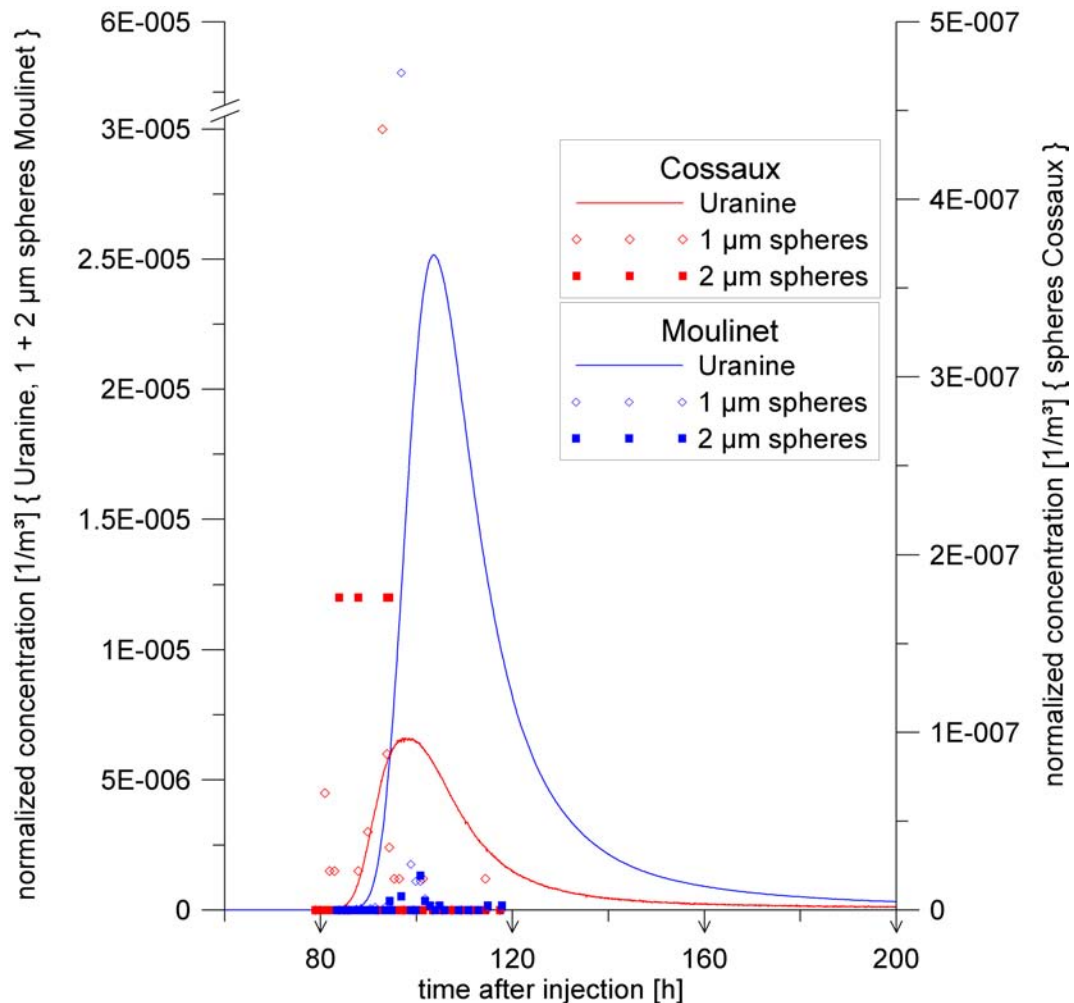 normalized concentration [1/m³] { Uranine, 1 + 2 µm spheres Moulinet }
6E-005
3E-005
2.5E-005
2E-005
1.5E-005
1E-005
5E-006
0
Cossaux
Uranine
1 µm spheres
2 µm spheres
Moulinet
Uranine
1 µm spheres
2 µm spheres
5E-007
4E-007
3E-007
2E-007
1E-007
0
normalized concentration [1/m³] { spheres Cossaux }
80
120
160
200
time after injection [h]